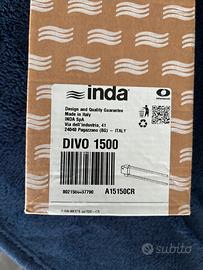 inda
Design and Quality Guarantee
Made in Italy
INDA SpA
Via dell'Industria, 41
24040 Pagazzano (BG) - ITALY
DIVO 1500
A15150CR
subito